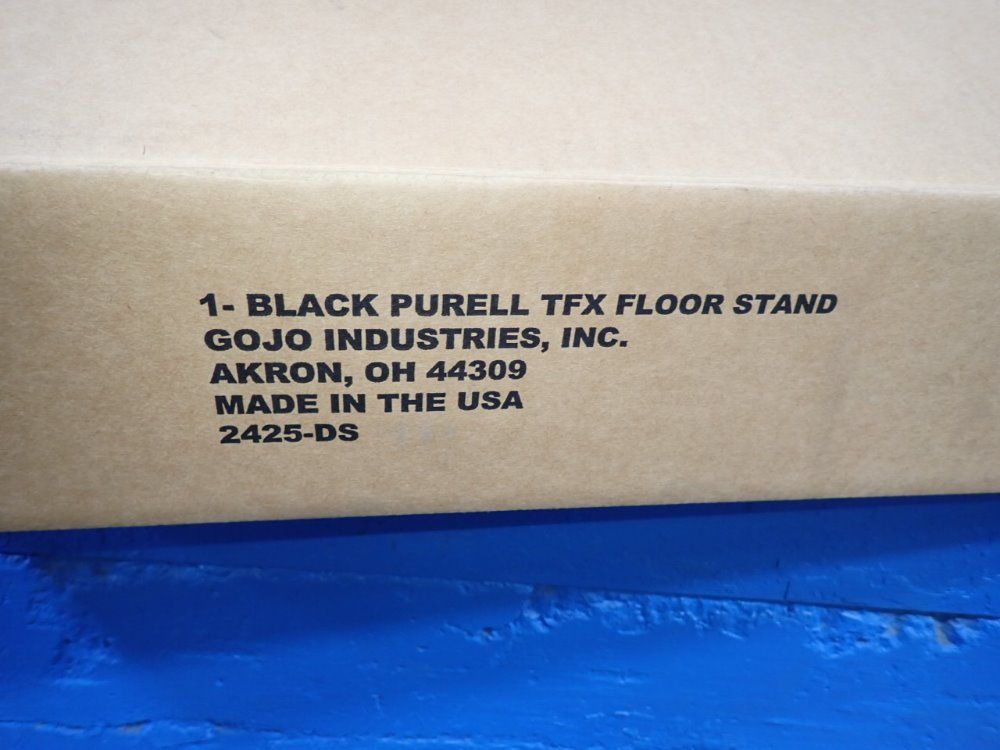 1- BLACK PURELL TFX FLOOR STAND
GOJO INDUSTRIES, INC.
AKRON, OH 44309
MADE IN THE USA
2425-DS